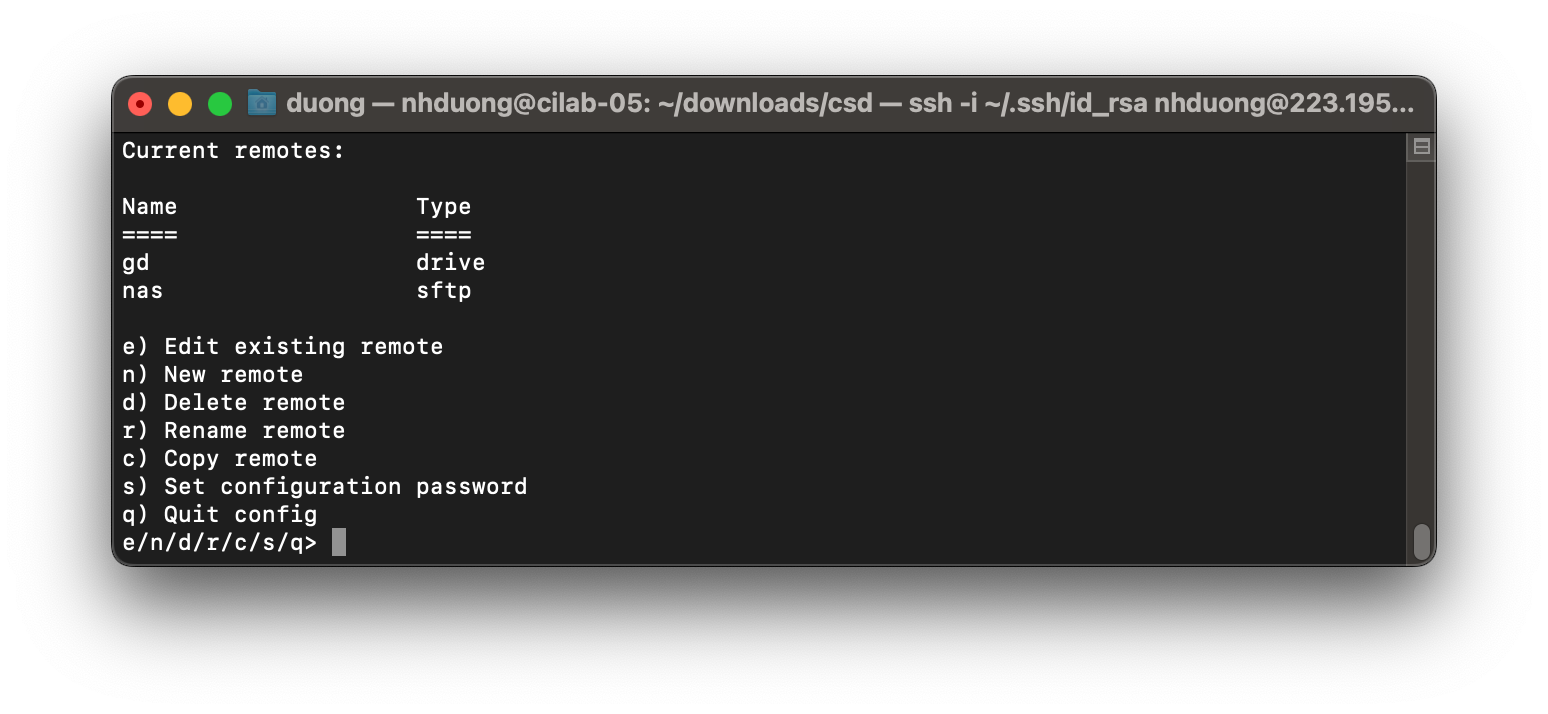 duong — nhduong@cilab-05: ~/downloads/csd — ssh -i ~/.ssh/id_rsa nhduong@223.195...
Current remotes:
Name                 Type
====                 ====
gd                   drive
nas                  sftp
e) Edit existing remote
n) New remote
d) Delete remote
r) Rename remote
c) Copy remote
s) Set configuration password
q) Quit config
e/n/d/r/c/s/q>